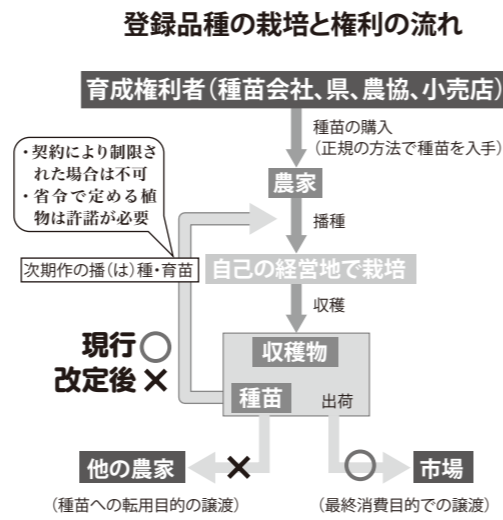 登録品種の栽培と権利の流れ
育成権利者(種苗会社、県、農協、小売店)
種苗の購入
(正規の方法で種苗を入手)
農家
・契約により制限さ
れた場合は不可
・省令で定める植
物は許諾が必要
播種
次期作の播(は)種・育苗
自己の経営地で栽培
収穫
現行○
改定後×
収穫物
種苗
出荷
他の農家
×
○
市場
(種苗への転用目的の譲渡)
(最終消費目的での譲渡)